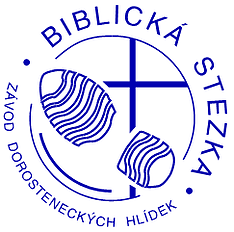 BIBLICKÁ STEZKA
ZÁVOD DOROSTENECKÝCH HLÍDEK